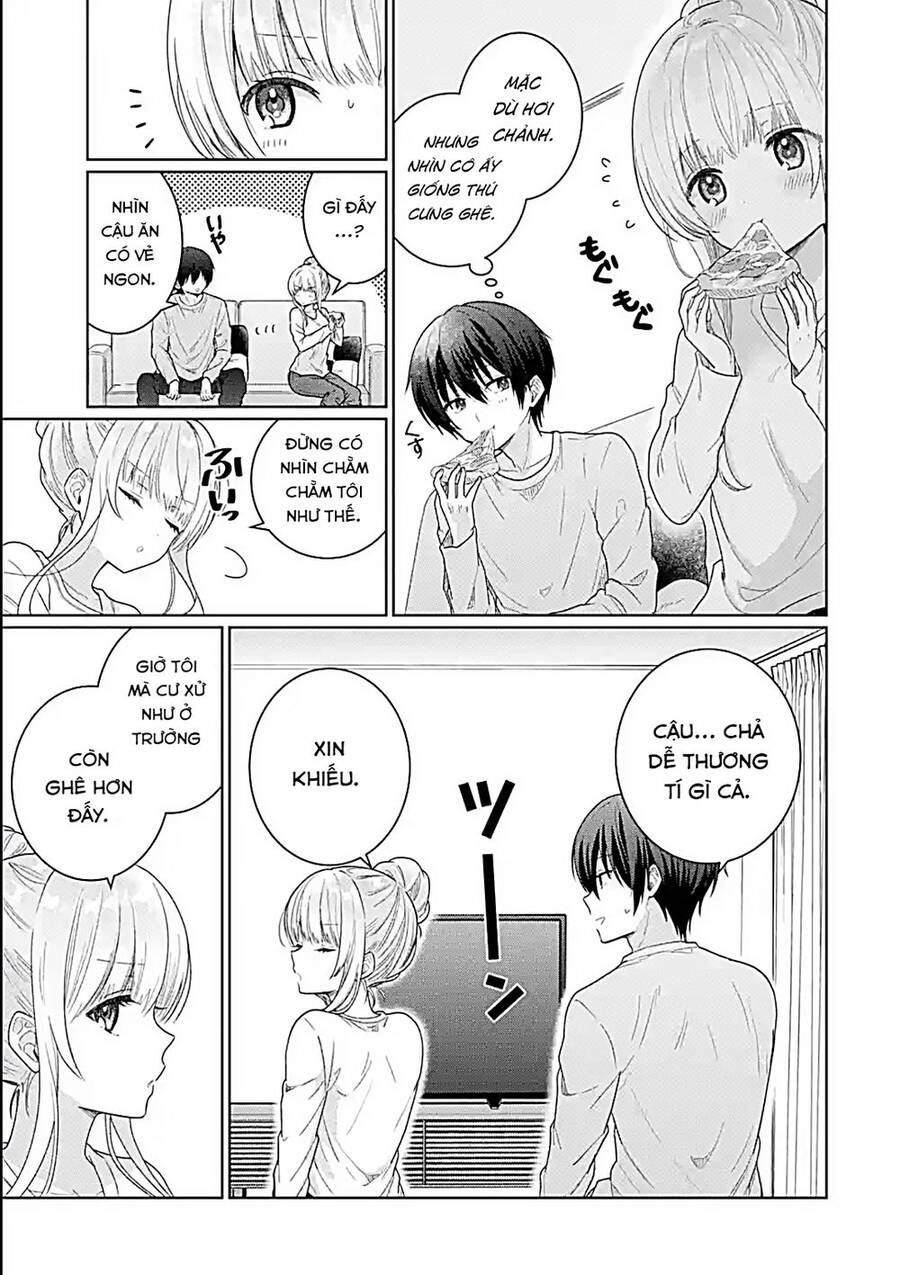 MẶC
DÙ HƠI
CHẢNH.
NHƯNG
NHÌN CÔ ẤY
GIỐNG THÚ
CƯNG GHÊ.
もぐ
もぐ
くす
GÌ ĐẤY
...?
いや
NHÌN
CẬU ĂN
CÓ VẺ
NGON.
ĐỪNG CÓ
NHÌN CHẰM
CHẰM TÔI
NHƯ THẾ.
ふいっ
CẬU... CHẢ
DỄ THƯƠNG
TÍ GÌ CẢ.
XIN
KHIẾU.
ツーン
GIỜ TÔI
MÀ CƯ XỬ
NHƯ Ở
TRƯỜNG
CÒN
GHÊ HƠN
ĐẤY.